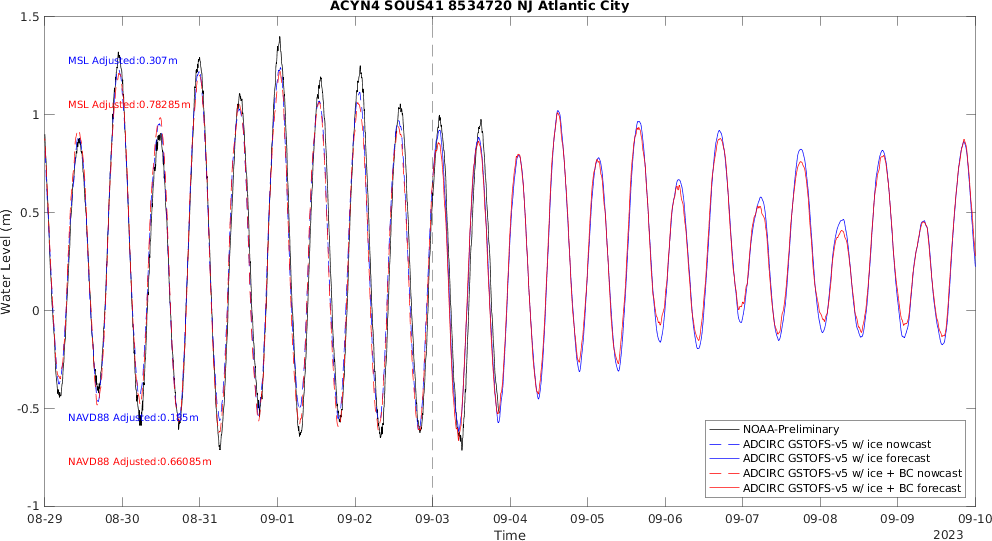 ACYN4 SOUS41 8534720 NJ Atlantic City
1.5
MSL Adjusted:0.307m
MSL Adjusted:0.78285m
1
0.5
Water Level (m)
0
-0.5
NAVD88 Adjusted:0.185m
NAVD88 Adjusted:0.66085m
-1
NOAA-Preliminary
ADCIRC GSTOFS-v5 w/ ice nowcast
ADCIRC GSTOFS-v5 w/ ice forecast
ADCIRC GSTOFS-v5 w/ ice + BC nowcast
ADCIRC GSTOFS-v5 w/ ice + BC forecast
08-29 08-30 08-31 09-01 09-02 09-03 09-04 09-05 09-06 09-07 09-08 09-09 09-10
Time
2023